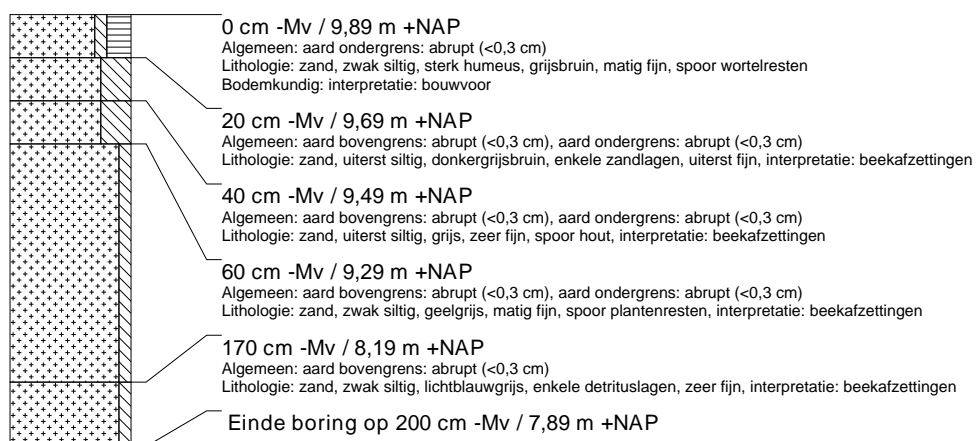 0 cm -Mv / 9,89 m +NAP
Algemeen: aard ondergrens: abrupt (<0,3 cm)
Lithologie: zand, zwak siltig, sterk humeus, grijsbruin, matig fijn, spoor wortelresten
Bodemkundig: interpretatie: bouwvoor
20 cm -Mv / 9,69 m +NAP
Algemeen: aard bovengrens: abrupt (<0,3 cm), aard ondergrens: abrupt (<0,3 cm)
Lithologie: zand, uiterst siltig, donkergrijsbruin, enkele zandlagen, uiterst fijn, interpretatie: beekafzettingen
40 cm -Mv / 9,49 m +NAP
Algemeen: aard bovengrens: abrupt (<0,3 cm), aard ondergrens: abrupt (<0,3 cm)
Lithologie: zand, uiterst siltig, grijs, zeer fijn, spoor hout, interpretatie: beekafzettingen
60 cm -Mv / 9,29 m +NAP
Algemeen: aard bovengrens: abrupt (<0,3 cm), aard ondergrens: abrupt (<0,3 cm)
Lithologie: zand, zwak siltig, geelgrijs, matig fijn, spoor plantenresten, interpretatie: beekafzettingen
170 cm -Mv / 8,19 m +NAP
Algemeen: aard bovengrens: abrupt (<0,3 cm)
Lithologie: zand, zwak siltig, lichtblauwgrijs, enkele detrituslagen, zeer fijn, interpretatie: beekafzettingen
Einde boring op 200 cm -Mv / 7,89 m +NAP